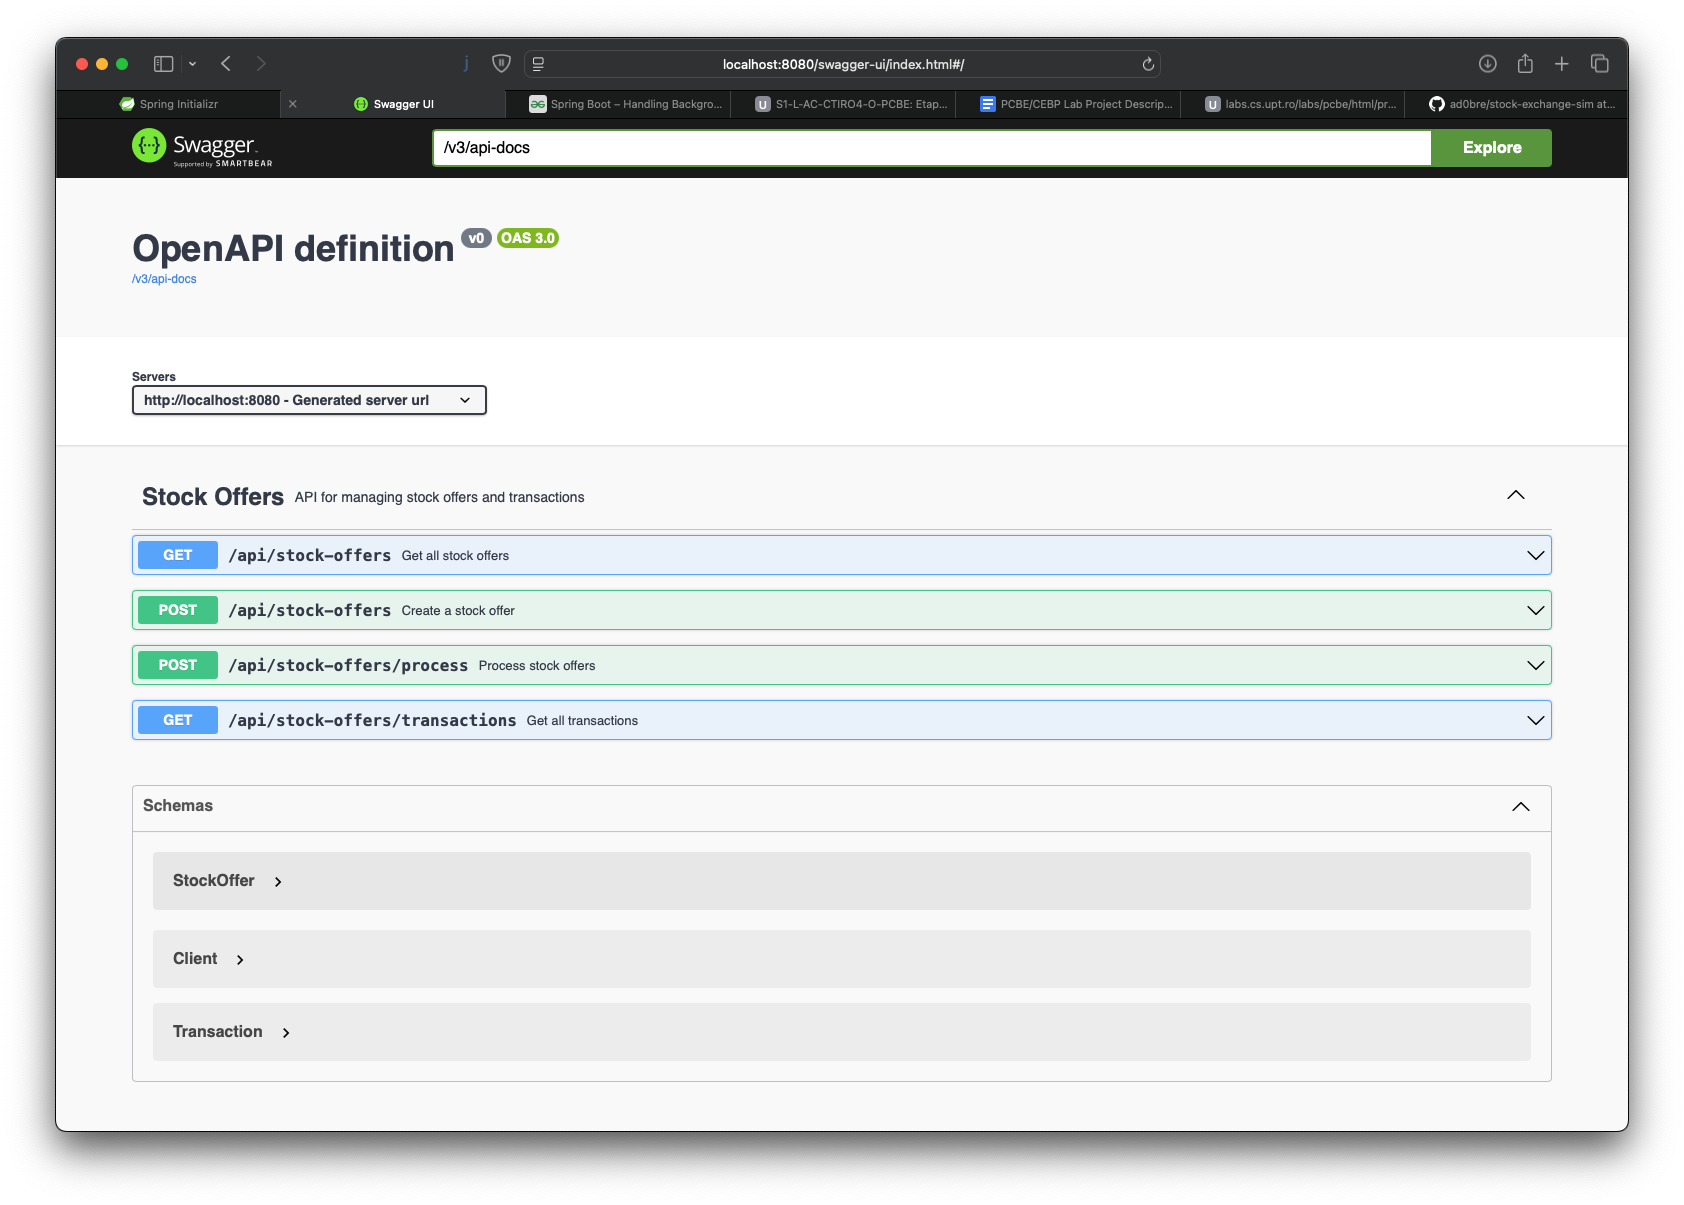 localhost:8080/swagger-ui/index.html#/
Spring Initializr
Swagger UI
Spring Boot – Handling Backgro...
S1-L-AC-CTIRO4-O-PCBE: Etap...
PCBE/CEBP Lab Project Descrip...
labs.cs.upt.ro/labs/pcbe/html/pr...
ad0bre/stock-exchange-sim at...
Swagger.
Supported by SMARTBEAR
/v3/api-docs
Explore
OpenAPI definition v0 OAS 3.0
/v3/api-docs
Servers
http://localhost:8080 - Generated server url
Stock Offers API for managing stock offers and transactions
GET /api/stock-offers Get all stock offers
POST /api/stock-offers Create a stock offer
POST /api/stock-offers/process Process stock offers
GET /api/stock-offers/transactions Get all transactions
Schemas
StockOffer
Client
Transaction